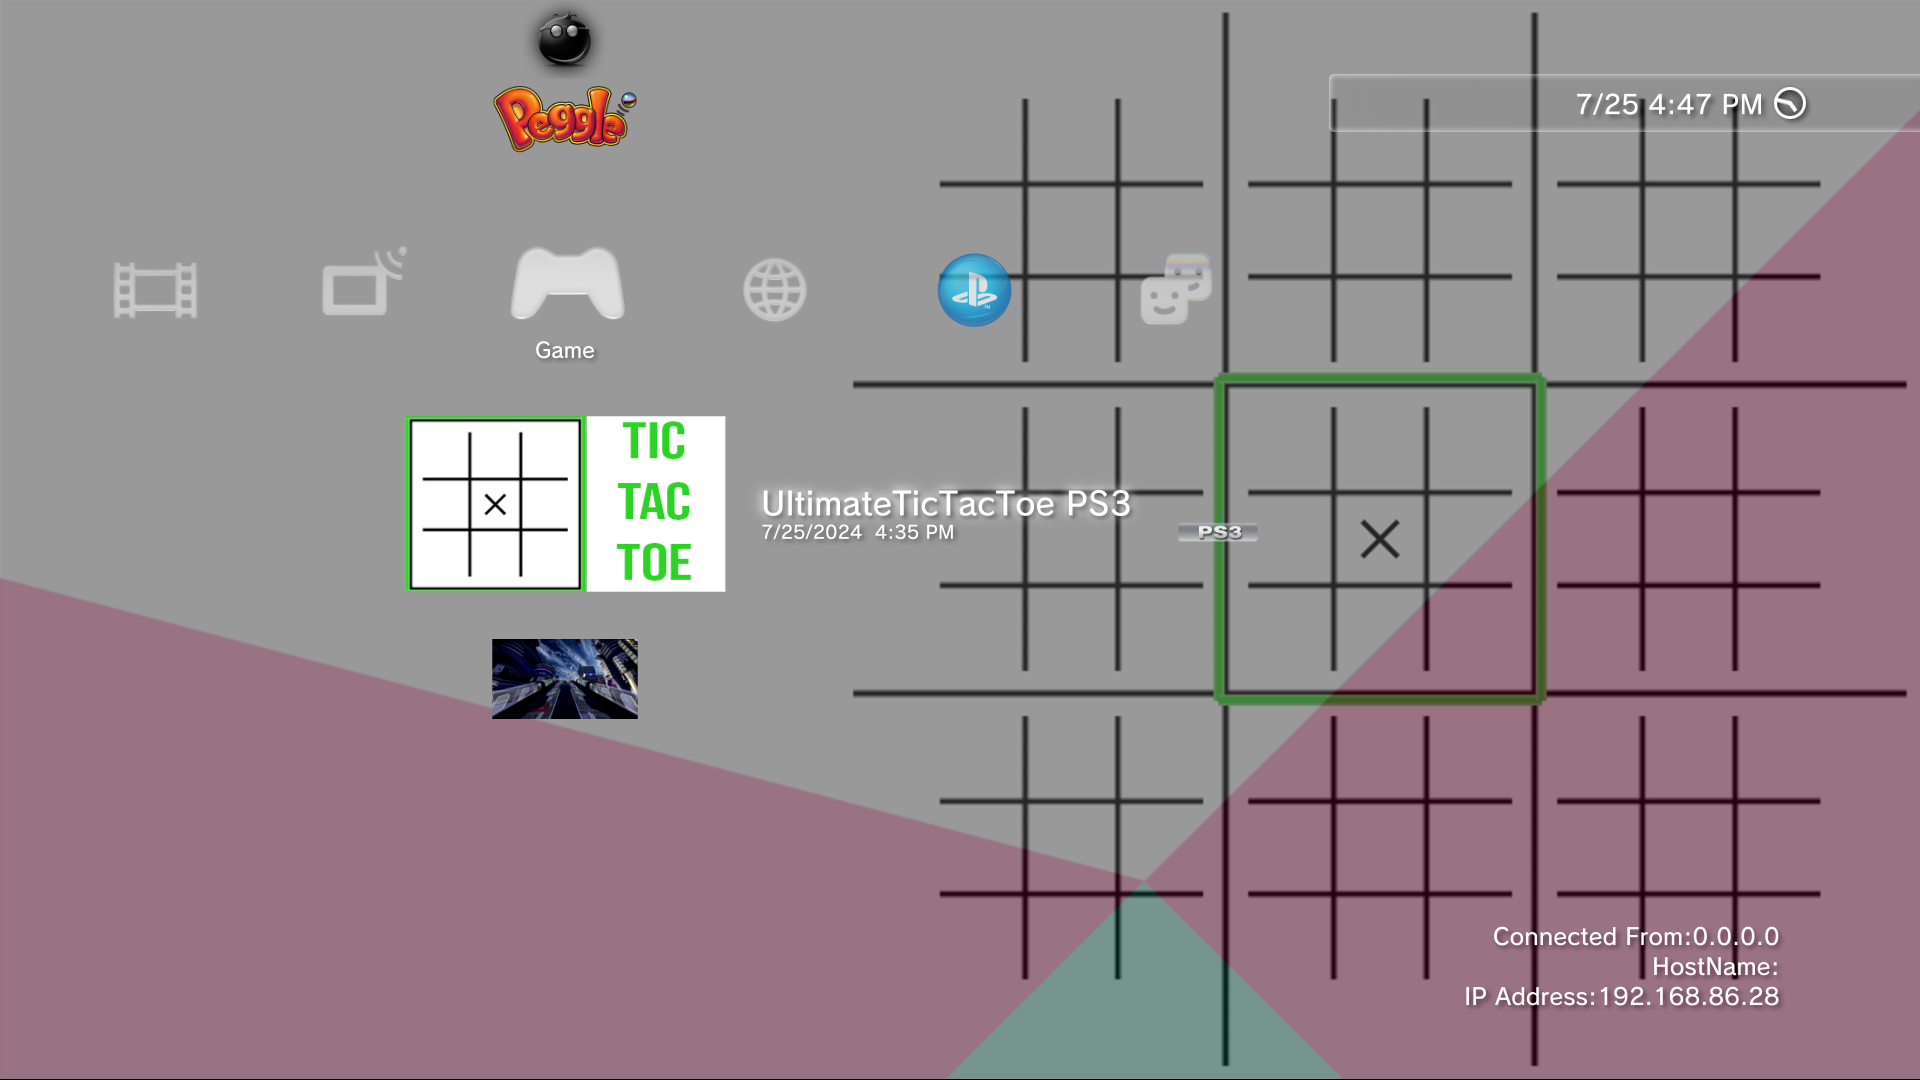 Peggle
7/25 4:47 PM
Game
TIC
TAC
TOE
UltimateTicTacToe PS3
7/25/2024 4:35 PM
PS3
Connected From:0.0.0.0
HostName:
IP Address:192.168.86.28